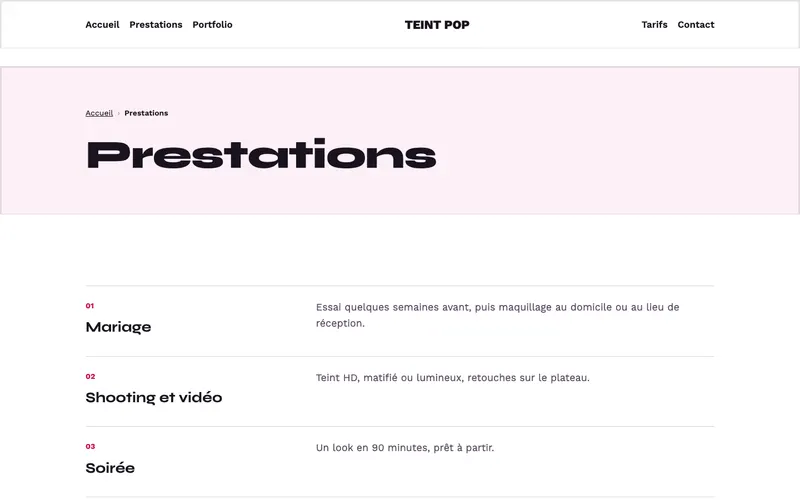 Accueil Prestations Portfolio TEINT POP Tarifs Contact
Accueil › Prestations
Prestations
01
Mariage
Essai quelques semaines avant, puis maquillage au domicile ou au lieu de
réception.
02
Shooting et vidéo
Teint HD, matifié ou lumineux, retouches sur le plateau.
03
Soirée
Un look en 90 minutes, prêt à partir.